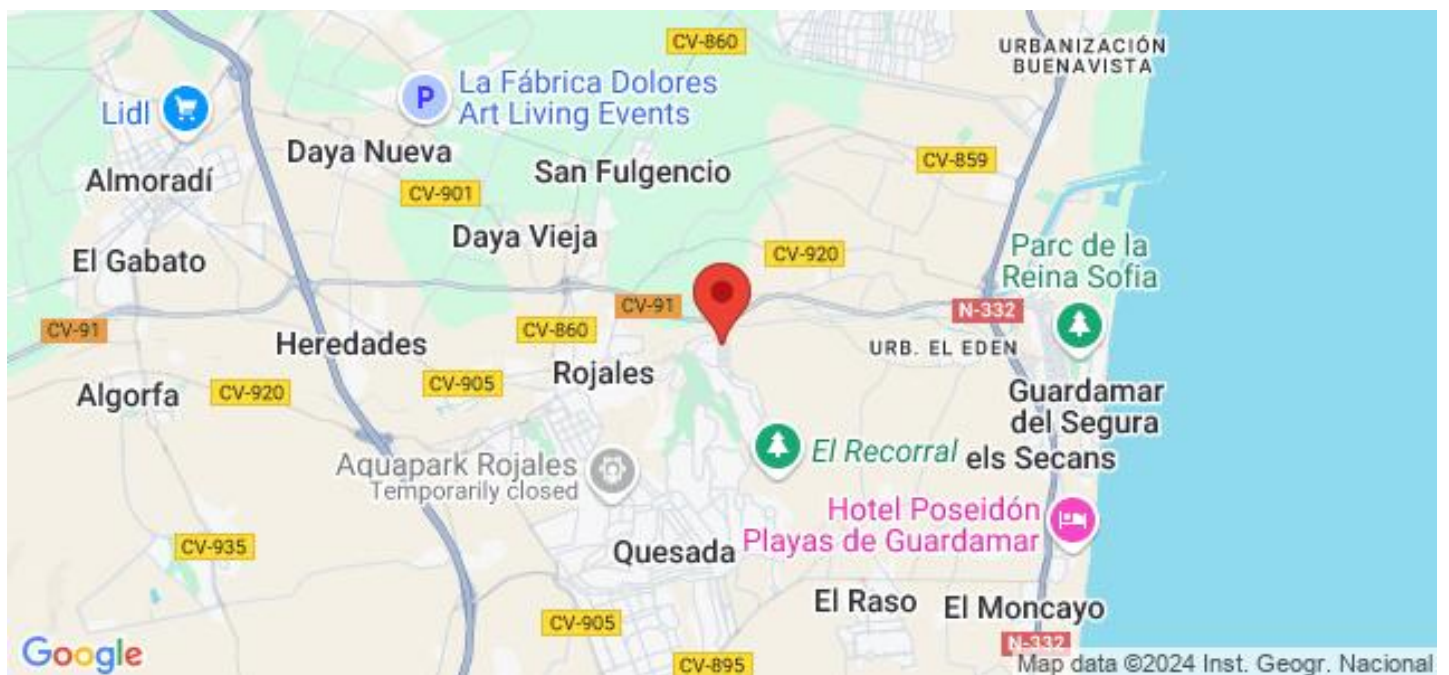 CV-860
URBANIZACIÓN
BUENAVISTA
La Fábrica Dolores
Art Living Events
P
Lidl
Daya Nueva
San Fulgencio
CV-859
Almoradí
CV-901
Daya Vieja
CV-920
Parc de la
Reina Sofia
El Gabato
CV-91
N-332
CV-91
CV-860
Heredades
URB. EL EDEN
Rojales
CV-905
Algorfa
CV-920
Guardamar
del Segura
El Recorral
els Secans
Aquapark Rojales
Temporarily closed
Hotel Poseidón
Playas de Guardamar
CV-935
Quesada
El Raso
El Moncayo
CV-905
N-332
CV-895
Google
Map data ©2024 Inst. Geogr. Nacional